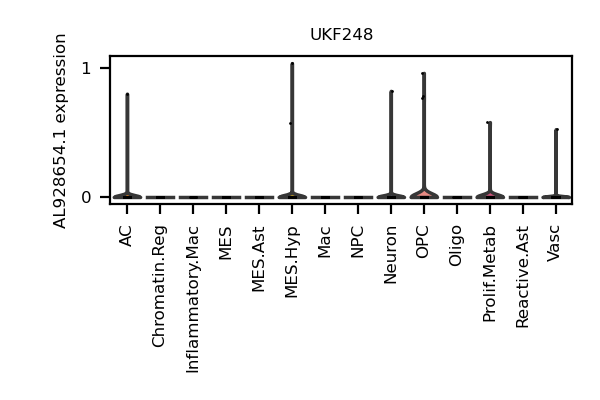 UKF248
AL928654.1 expression
1
0
AC
Chromatin.Reg
Inflammatory.Mac
MES
MES.Ast
MES.Hyp
Mac
NPC
Neuron
OPC
Oligo
Prolif.Metab
Reactive.Ast
Vasc